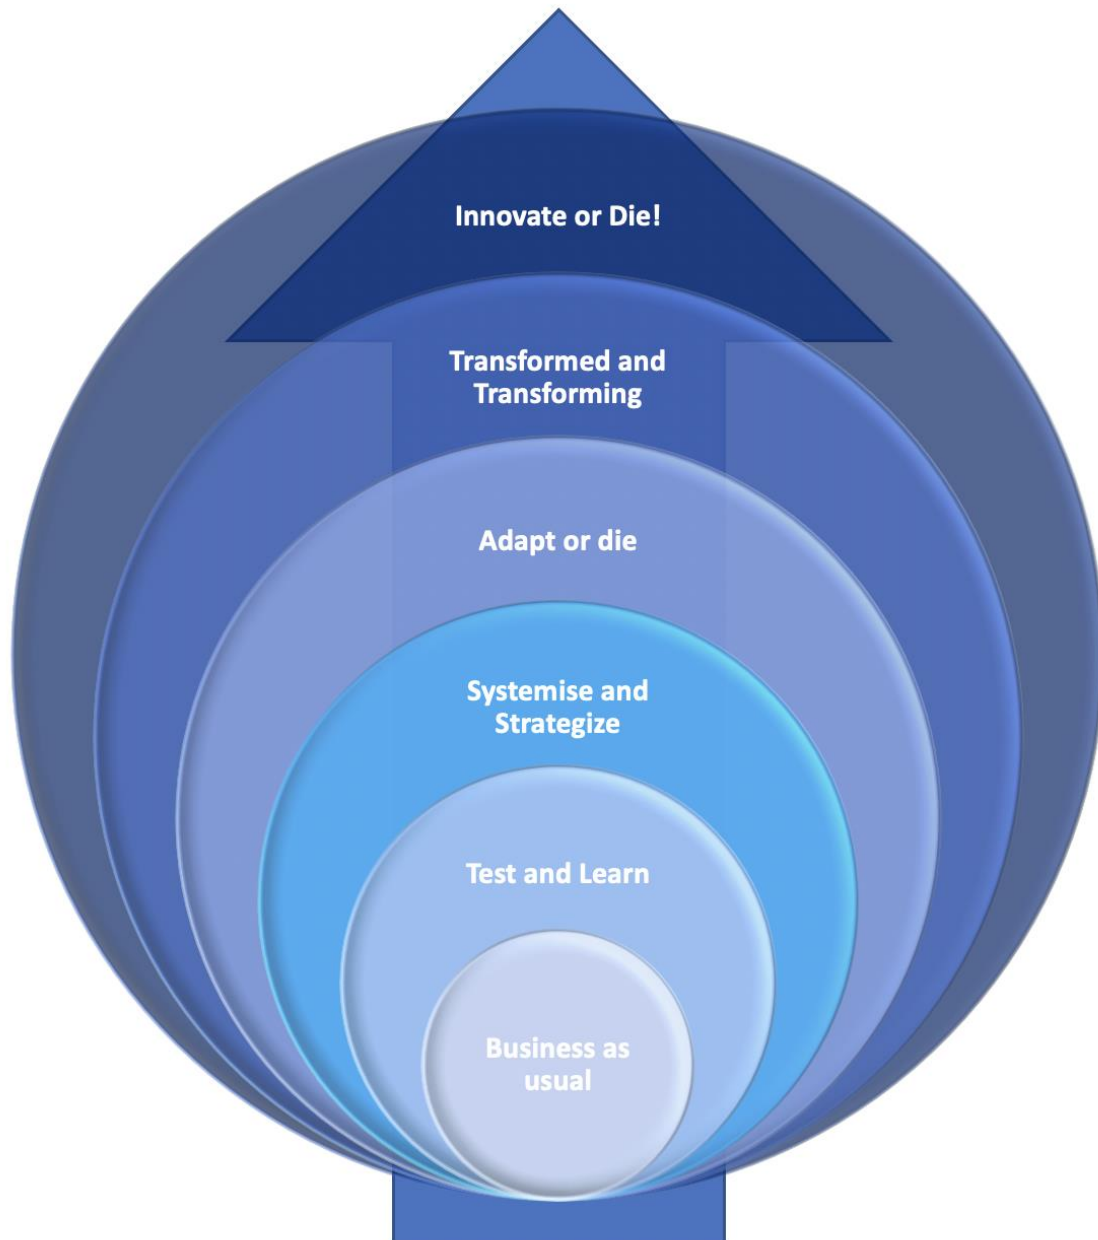 Innovate or Die!
Transformed and
Transforming
Adapt or die
Systemise and
Strategize
Test and Learn
Business as
usual